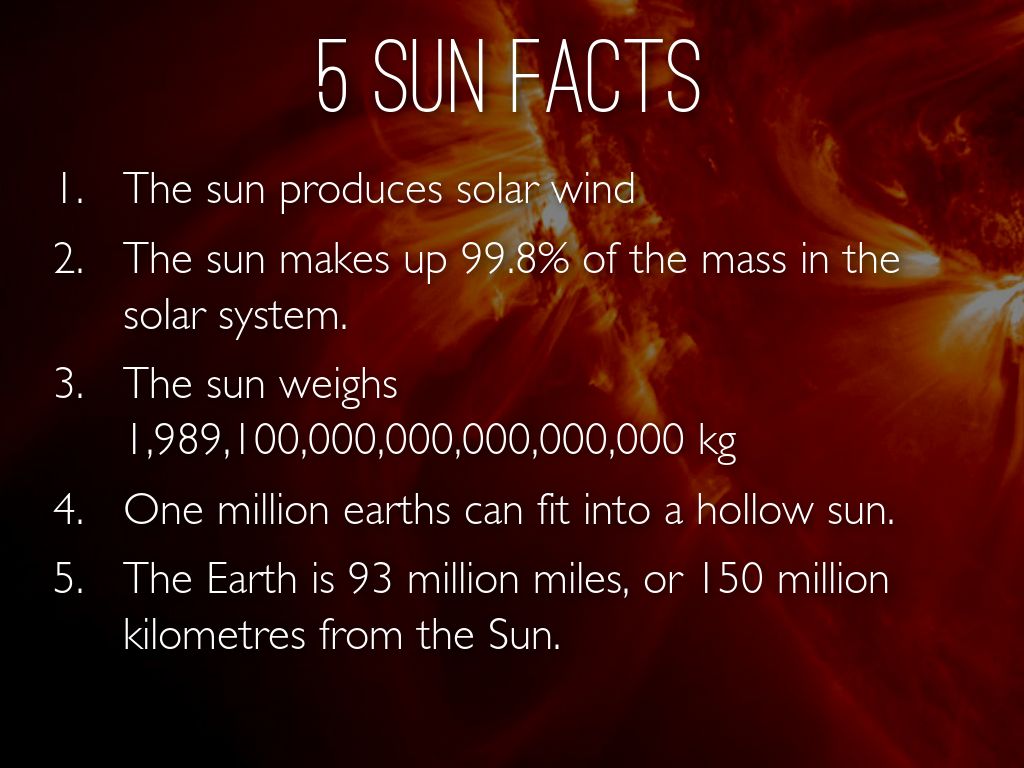 5 SUN FACTS
1. The sun produces solar wind
2. The sun makes up 99.8% of the mass in the
solar system.
3. The sun weighs
1,989,100,000,000,000,000,000 kg
4. One million earths can fit into a hollow sun.
5. The Earth is 93 million miles, or 150 million
kilometres from the Sun.